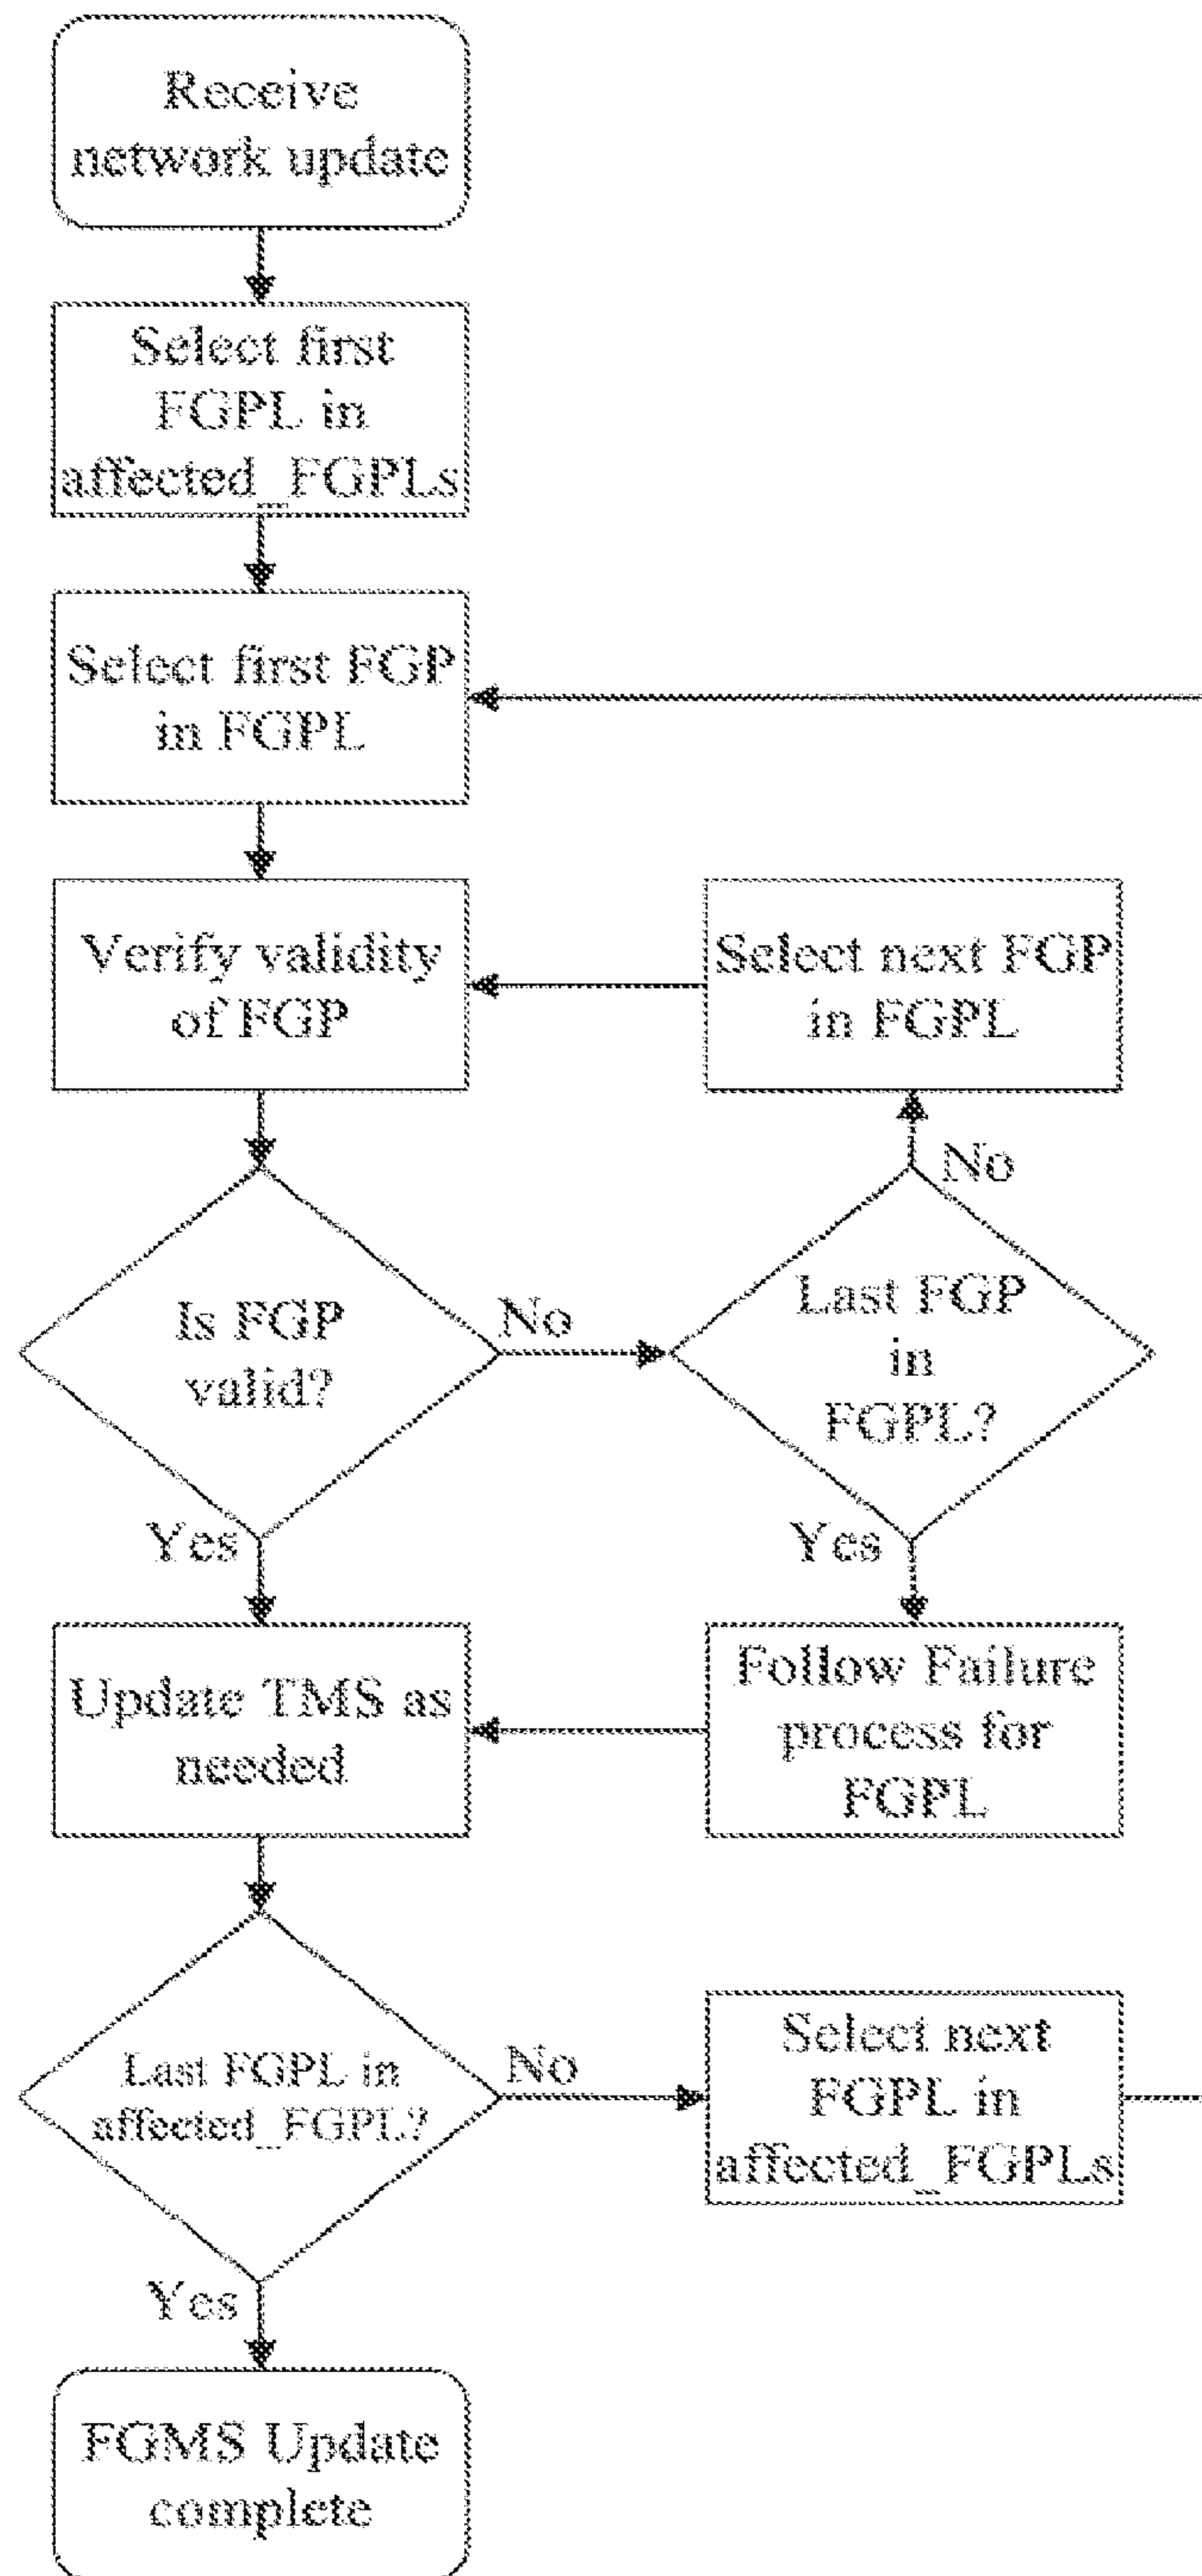 Receive
network update
Select first
FGPL in
affected_FGPLs
Select first FGP
in FGPL
Verify validity
of FGP
Select next FGP
in FGPL
No
Is FGP
valid?
No
Last FGP
in
FGPL?
Yes
Yes
Update TMS as
needed
Follow Failure
process for
FGPL
Last FGPL in
affected_FGPL?
No
Select next
FGPL in
affected_FGPLs
Yes
FGMS Update
complete